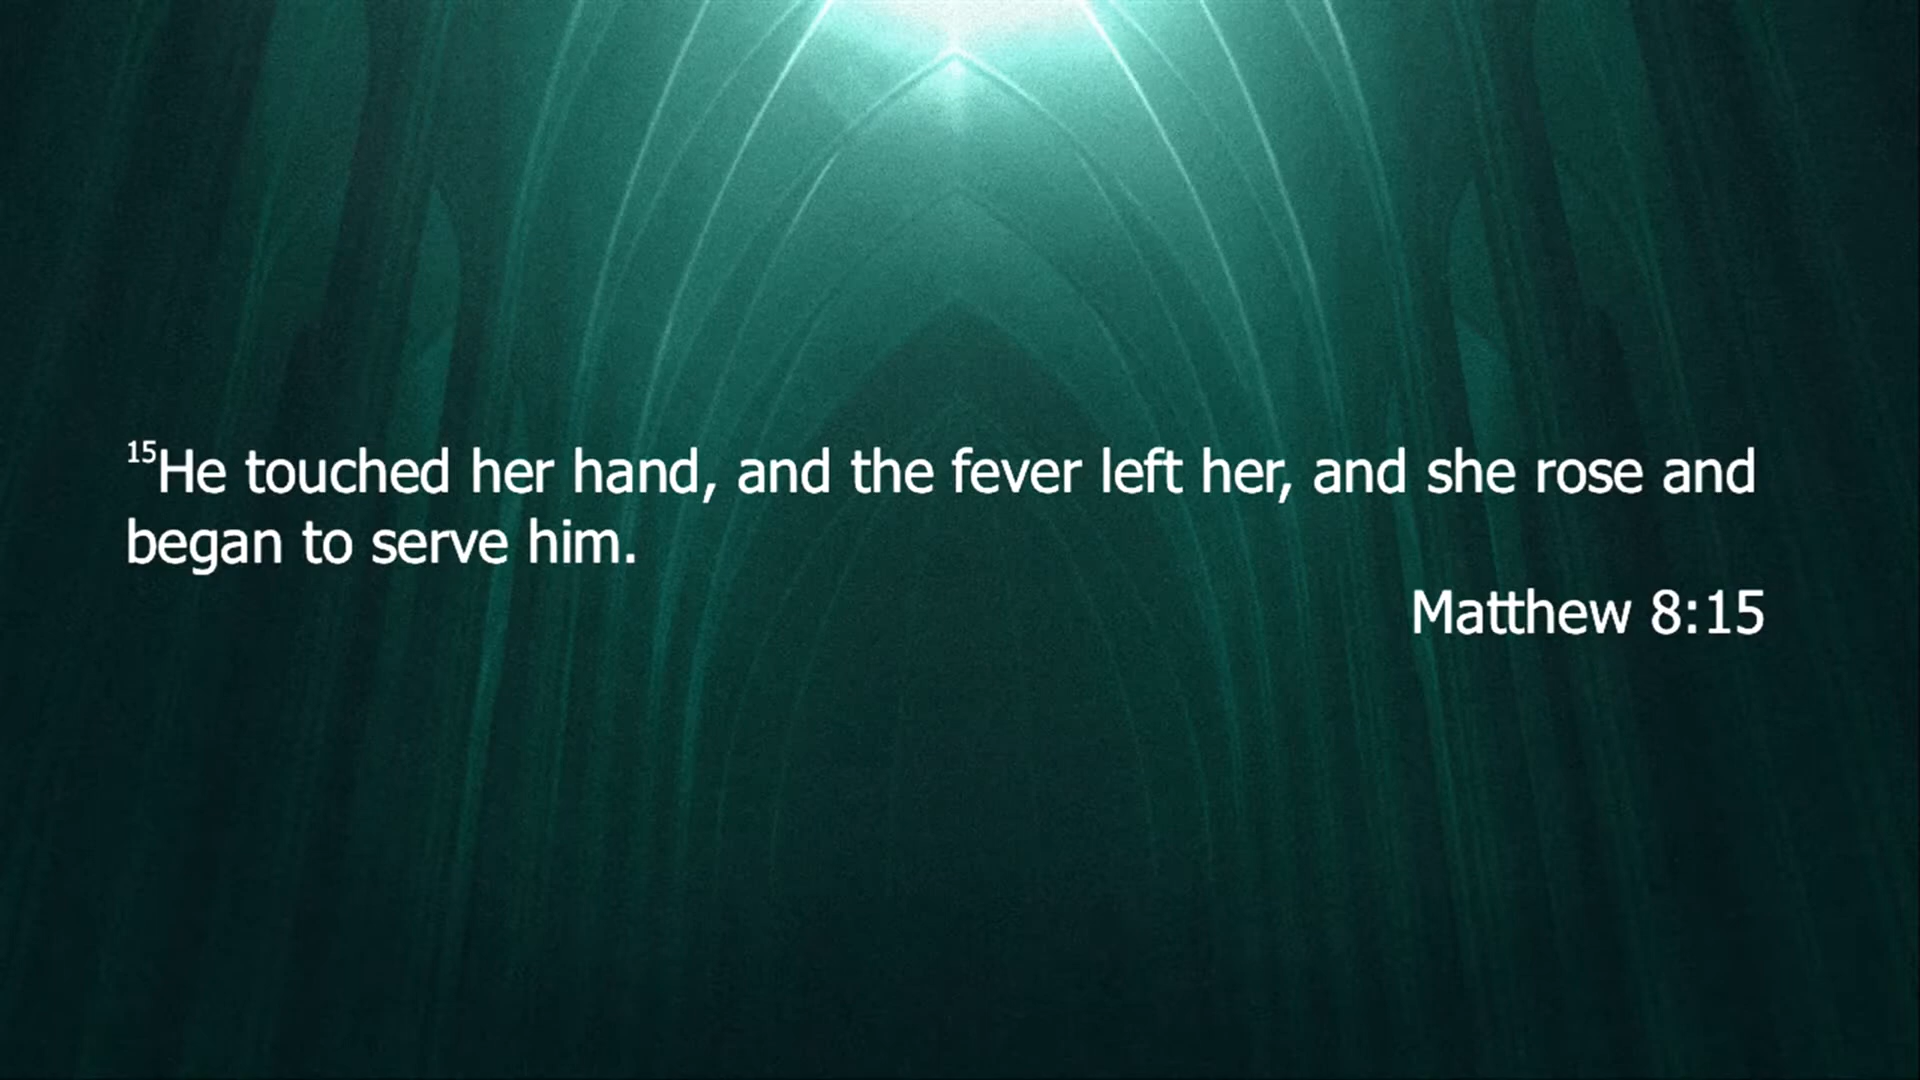 15He touched her hand, and the fever left her, and she rose and
began to serve him.
Matthew 8:15